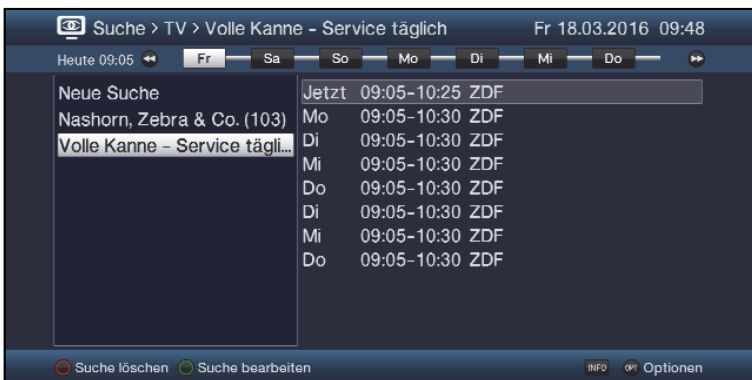 Suche > TV > Volle Kanne - Service täglich Fr 18.03.2016 09:48
Heute 09:05 Fr Sa So Mo Di Mi Do
Neue Suche
Nashorn, Zebra & Co. (103)
Volle Kanne - Service tägli...
Jetzt 09:05-10:25 ZDF
Mo 09:05-10:30 ZDF
Di 09:05-10:30 ZDF
Mi 09:05-10:30 ZDF
Do 09:05-10:30 ZDF
Di 09:05-10:30 ZDF
Mi 09:05-10:30 ZDF
Do 09:05-10:30 ZDF
Suche löschen Suche bearbeiten INFO OPT Optionen